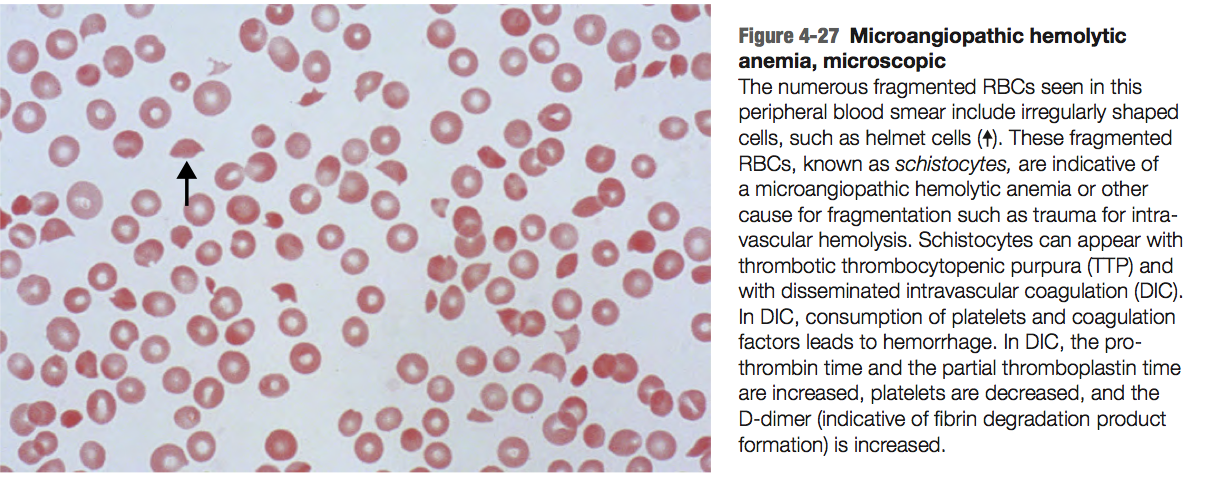 Figure 4-27 Microangiopathic hemolytic
anemia, microscopic
The numerous fragmented RBCs seen in this
peripheral blood smear include irregularly shaped
cells, such as helmet cells (↑). These fragmented
RBCs, known as schistocytes, are indicative of
a microangiopathic hemolytic anemia or other
cause for fragmentation such as trauma for intra-
vascular hemolysis. Schistocytes can appear with
thrombotic thrombocytopenic purpura (TTP) and
with disseminated intravascular coagulation (DIC).
In DIC, consumption of platelets and coagulation
factors leads to hemorrhage. In DIC, the pro-
thrombin time and the partial thromboplastin time
are increased, platelets are decreased, and the
D-dimer (indicative of fibrin degradation product
formation) is increased.